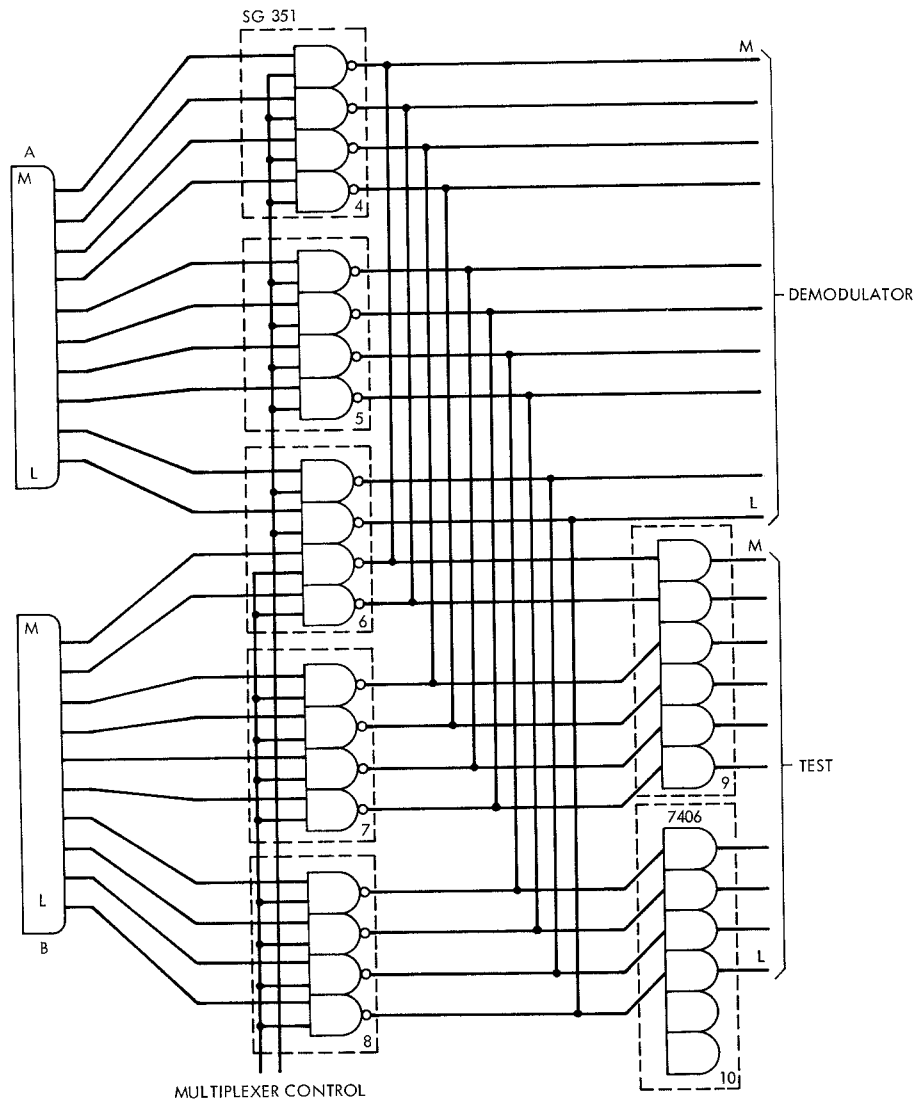 SG 351
M
A
M
4
DEMODULATOR
5
L
L
M
M
6
TEST
9
7
7406
L
L
B
8
10
MULTIPLEXER CONTROL